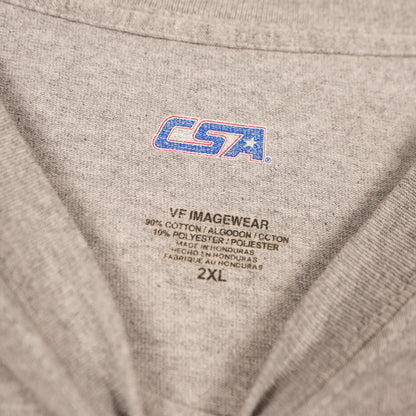 CSA®
VF IMAGEWEAR
90% COTTON / ALGODON / COTON
10% POLYESTER / POLIESTER
MADE IN HONDURAS
HECHO EN HONDURAS
FABRIQUE AU HONDURAS
2XL